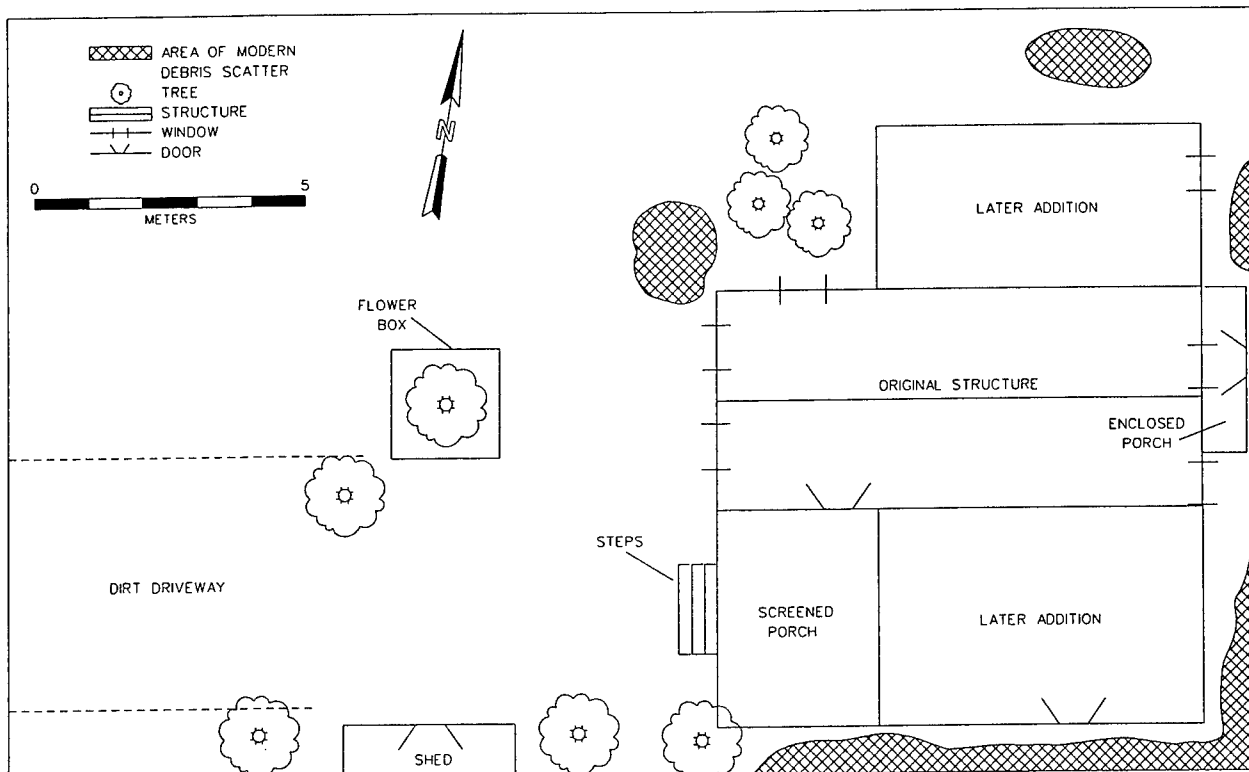 AREA OF MODERN
DEBRIS SCATTER
TREE
STRUCTURE
WINDOW
DOOR
0 5
METERS
N
LATER ADDITION
FLOWER
BOX
ORIGINAL STRUCTURE
ENCLOSED
PORCH
STEPS
DIRT DRIVEWAY
SCREENED
PORCH
LATER ADDITION
SHED